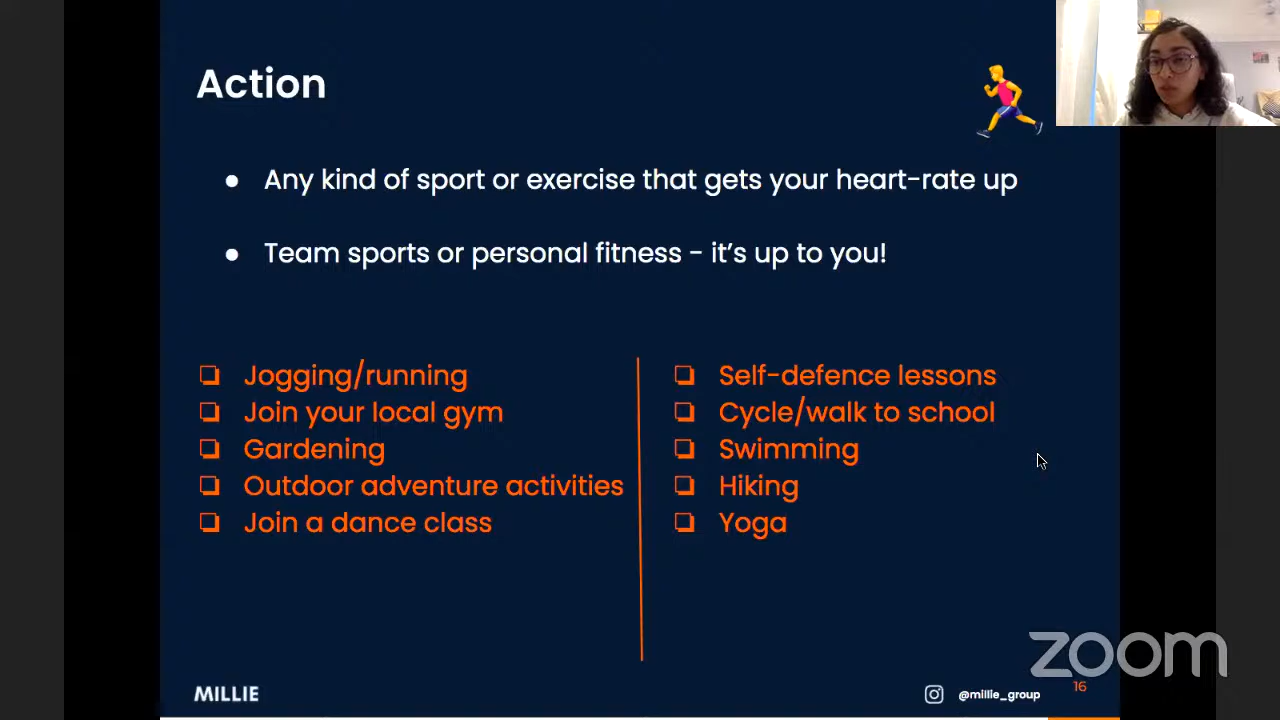 Action
● Any kind of sport or exercise that gets your heart-rate up
● Team sports or personal fitness - it's up to you!
❏ Jogging/running
❏ Join your local gym
❏ Gardening
❏ Outdoor adventure activities
❏ Join a dance class
❏ Self-defence lessons
❏ Cycle/walk to school
❏ Swimming
❏ Hiking
❏ Yoga
zoom
MILLIE
@millie_group
16